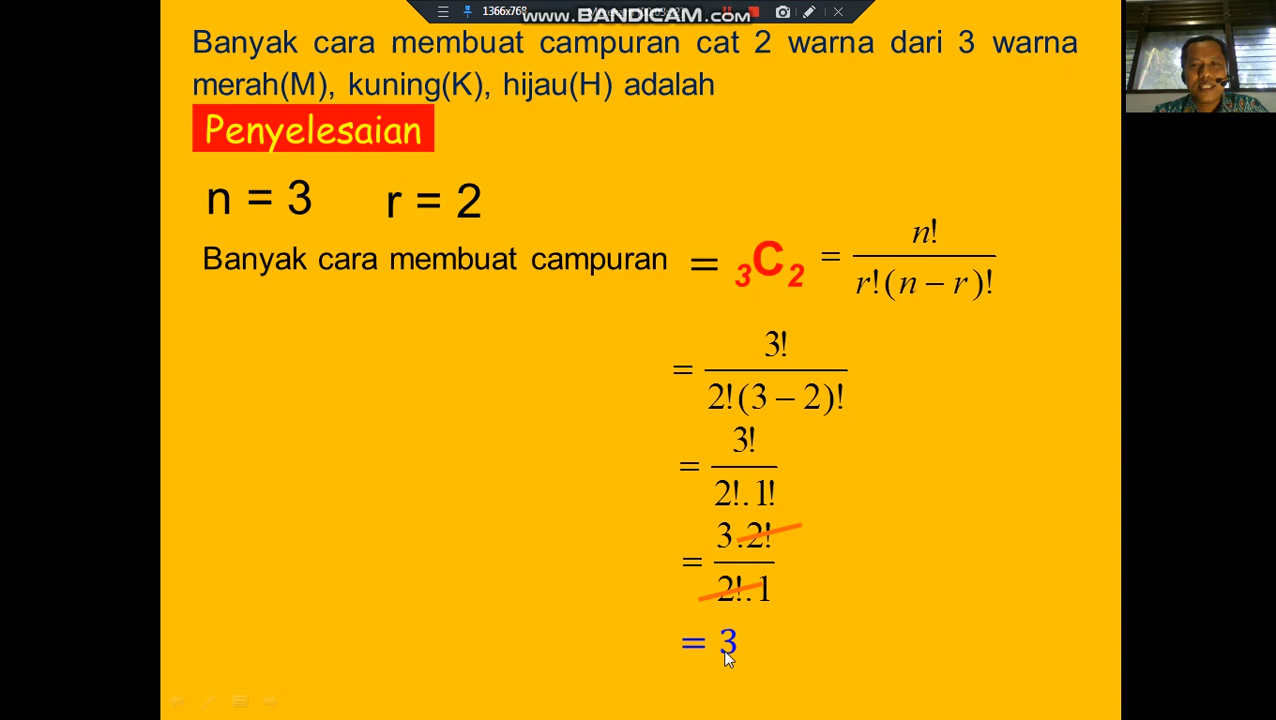 1366x768
www.BANDICAM.com
Banyak cara membuat campuran cat 2 warna dari 3 warna
merah(M), kuning(K), hijau(H) adalah
Penyelesaian
n = 3 r = 2
Banyak cara membuat campuran = ₃C₂ = n! / r!(n − r)!
= 3! / 2!(3 − 2)!
= 3! / 2!.1!
= 3.2! / 2!.1
= 3